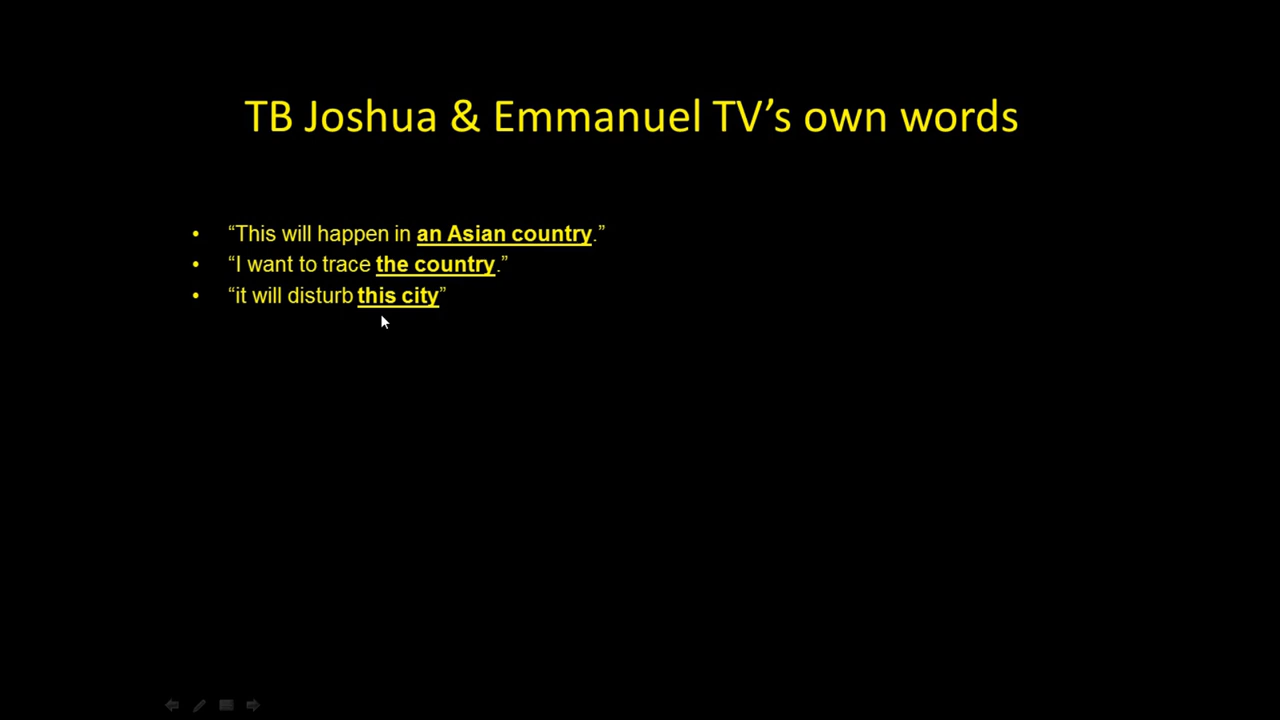 TB Joshua & Emmanuel TV’s own words
• “This will happen in an Asian country.”
• “I want to trace the country.”
• “it will disturb this city”